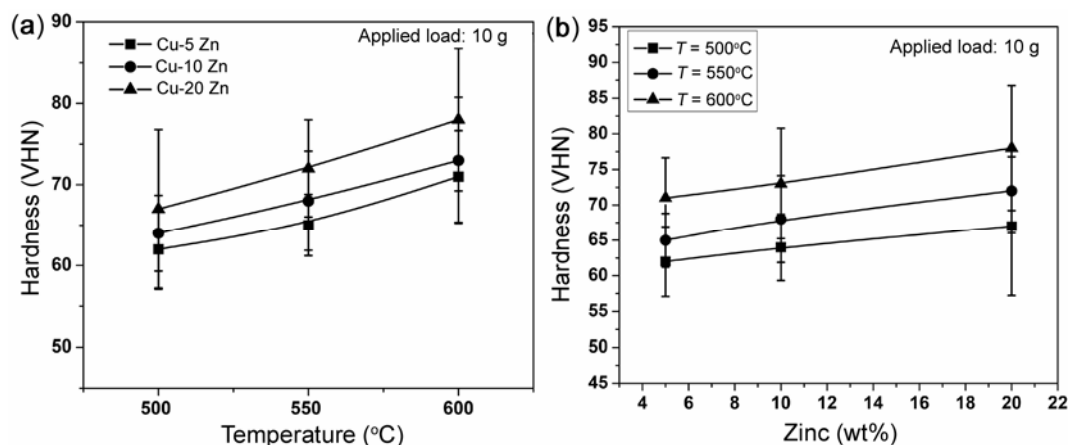 (a)
Cu-5 Zn
Cu-10 Zn
Cu-20 Zn
Applied load: 10 g
90
80
70
60
50
Hardness (VHN)
500 550 600
Temperature (°C)
(b)
T = 500°C
T = 550°C
T = 600°C
Applied load: 10 g
95
90
85
80
75
70
65
60
55
50
45
Hardness (VHN)
4 6 8 10 12 14 16 18 20 22
Zinc (wt%)